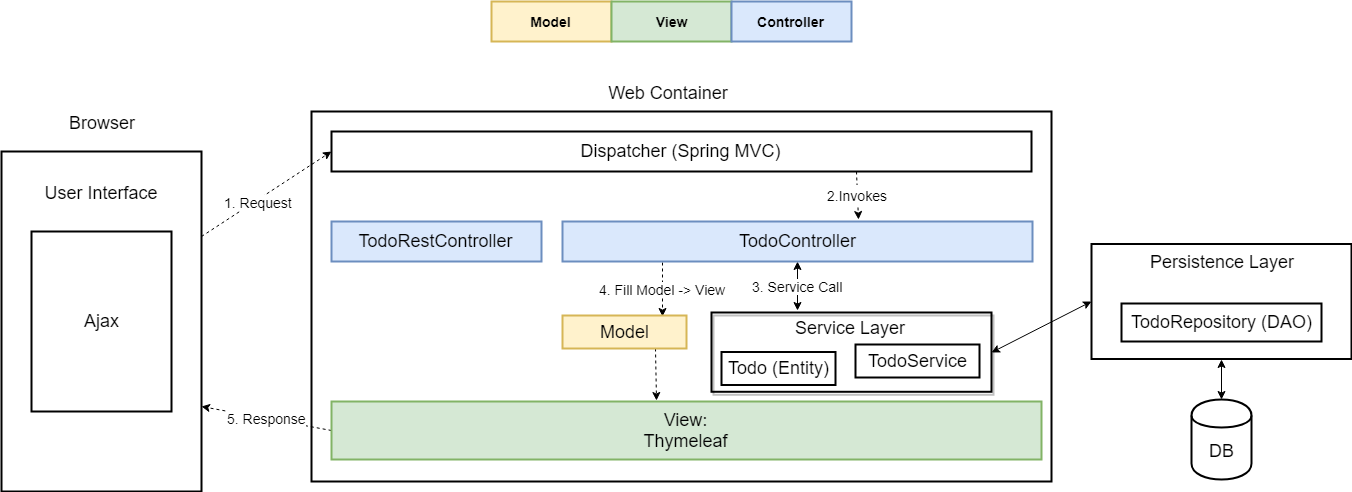 Model
View
Controller
Web Container
Browser
Dispatcher (Spring MVC)
User Interface
1. Request
2.Invokes
TodoRestController
TodoController
Persistence Layer
4. Fill Model -> View
3. Service Call
Ajax
Model
Service Layer
TodoRepository (DAO)
Todo (Entity)
TodoService
5. Response
View:
Thymeleaf
DB